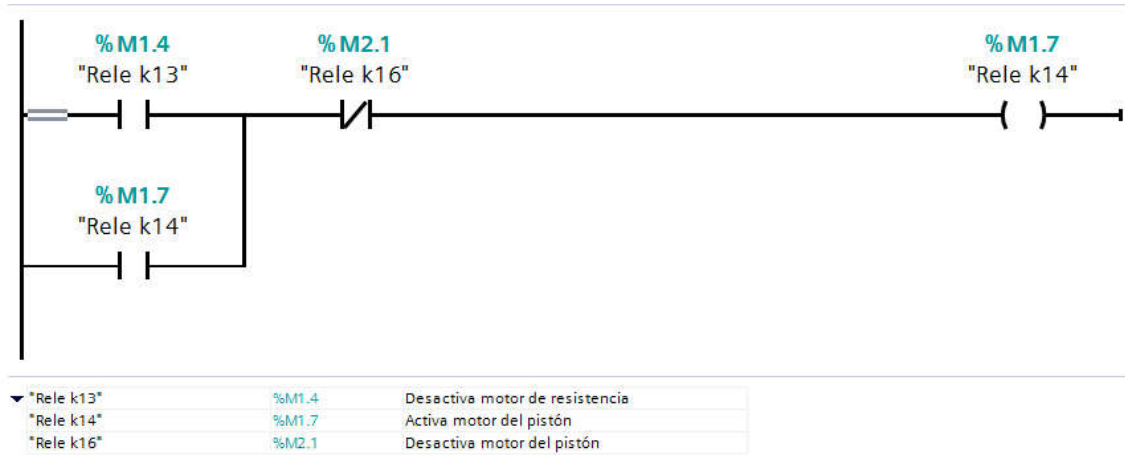 %M1.4 %M2.1 %M1.7
"Rele k13" "Rele k16" "Rele k14"
%M1.7
"Rele k14"
"Rele k13" %M1.4 Desactiva motor de resistencia
"Rele k14" %M1.7 Activa motor del pistón
"Rele k16" %M2.1 Desactiva motor del pistón